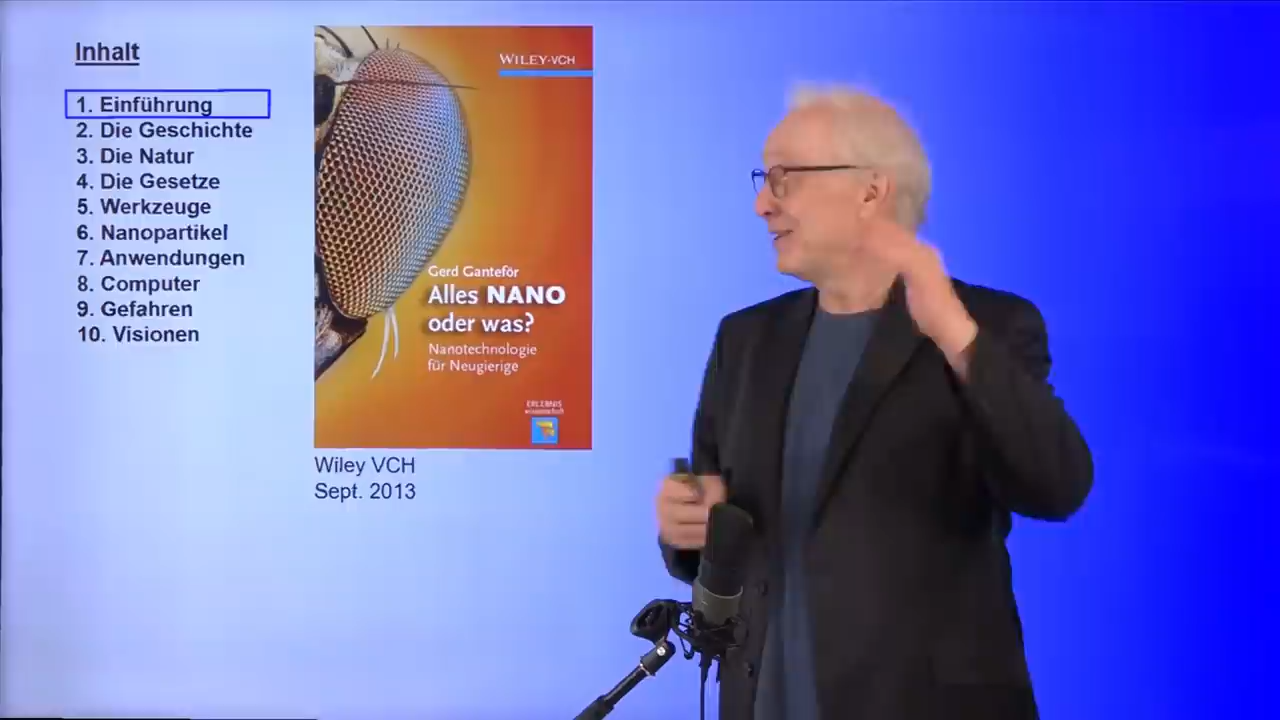 Inhalt
1. Einführung
2. Die Geschichte
3. Die Natur
4. Die Gesetze
5. Werkzeuge
6. Nanopartikel
7. Anwendungen
8. Computer
9. Gefahren
10. Visionen
WILEY-VCH
Gerd Ganteför
Alles NANO
oder was?
Nanotechnologie
für Neugierige
ERLEBNIS
wissenschaft
Wiley VCH
Sept. 2013